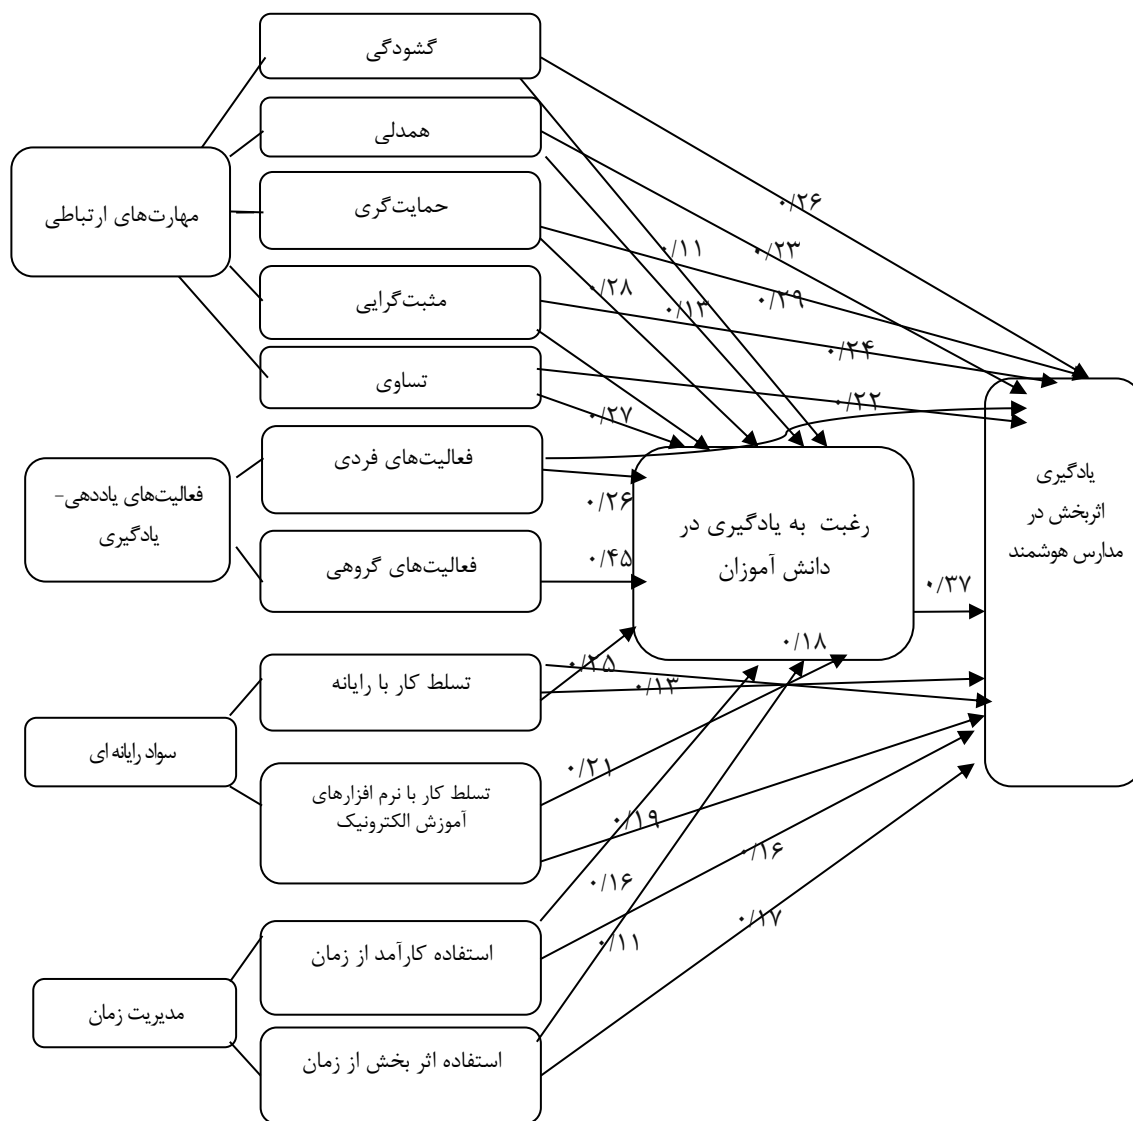 گشودگی
همدلی
مهارت‌های ارتباطی
حمایت‌گری
مثبت‌گرایی
تساوی
۰/۲۶
۰/۱۱
۰/۲۳
۰/۲۸
۰/۱۳
۰/۲۹
۰/۲۴
۰/۲۲
۰/۲۷
فعالیت‌های یاددهی-
یادگیری
فعالیت‌های فردی
فعالیت‌های گروهی
۰/۲۶
۰/۴۵
رغبت به یادگیری در
دانش آموزان
۰/۳۷
یادگیری
اثربخش در
مدارس هوشمند
۰/۱۸
سواد رایانه ای
تسلط کار با رایانه
۰/۲۵
۰/۱۳
تسلط کار با نرم افزارهای
آموزش الکترونیک
۰/۲۱
۰/۱۹
۰/۱۶
۰/۱۶
۰/۱۷
۰/۱۱
مدیریت زمان
استفاده کارآمد از زمان
استفاده اثر بخش از زمان